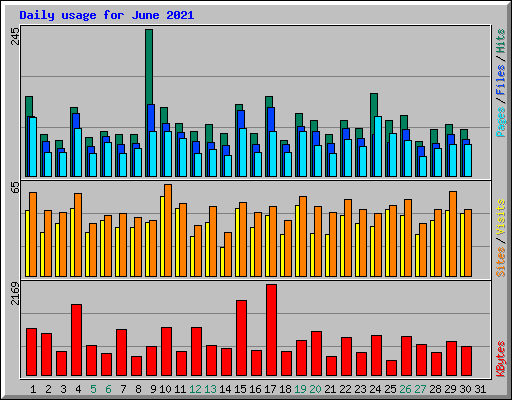 Daily usage for June 2021
245
Pages / Files / Hits
65
Sites / Visits
2169
KBytes
1 2 3 4 5 6 7 8 9 10 11 12 13 14 15 16 17 18 19 20 21 22 23 24 25 26 27 28 29 30 31